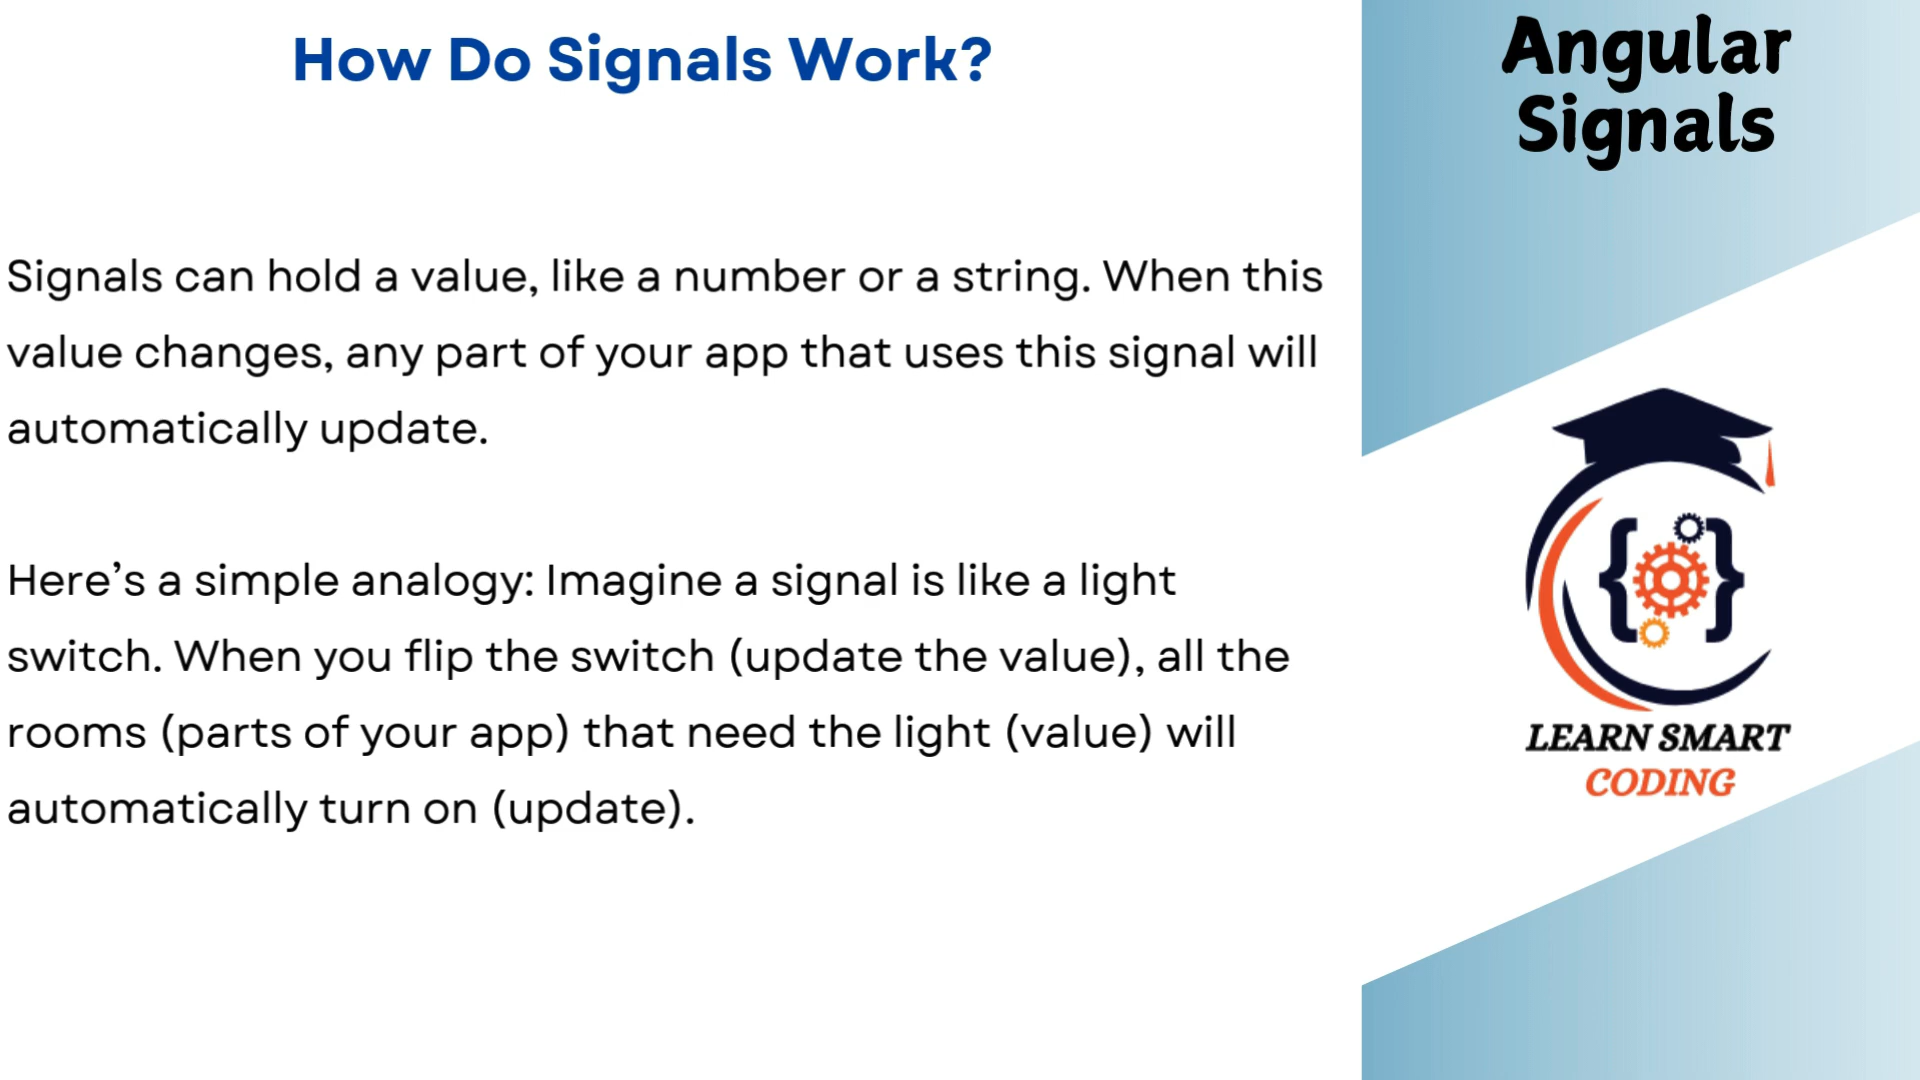 How Do Signals Work?
Signals can hold a value, like a number or a string. When this
value changes, any part of your app that uses this signal will
automatically update.
Here’s a simple analogy: Imagine a signal is like a light
switch. When you flip the switch (update the value), all the
rooms (parts of your app) that need the light (value) will
automatically turn on (update).
Angular
Signals
{ }
LEARN SMART
CODING